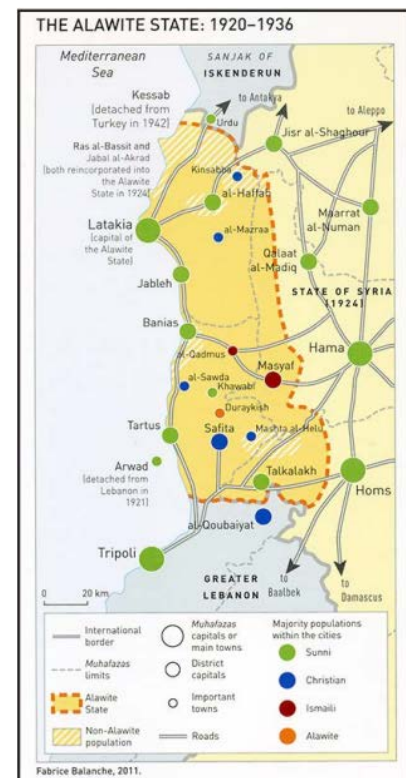 THE ALAWITE STATE: 1920–1936
Mediterranean
Sea
SANJAK OF
ISKENDERUN
Kessab
(detached from
Turkey in 1942)
to Antakya
to Aleppo
Urdu
Ras al-Bassit and
Jabal al-Akrad
(both reincorporated into
the Alawite
State in 1924)
Jisr al-Shaghour
Kinsabba
al-Haffah
Latakia
(capital of
the Alawite
State)
al-Mazraa
Maarrat
al-Numan
Qalaat
al-Madiq
Jableh
STATE OF SYRIA
(1924)
Banias
Hama
al-Qadmus
Masyaf
al-Sawda
Khawabi
Duraykish
Tartus
Safita
Mashta al-Helu
Arwad
(detached from
Lebanon in
1921)
Talkalakh
Homs
al-Qoubaiyat
Tripoli
GREATER
LEBANON
to
Baalbek
to
Damascus
0 20 km
International
border
Muhafazas
limits
Alawite
State
Non-Alawite
population
Muhafaza
capitals or
main towns
District
capitals
Important
towns
Roads
Majority populations
within the cities
Sunni
Christian
Ismaili
Alawite
Fabrice Balanche, 2011.